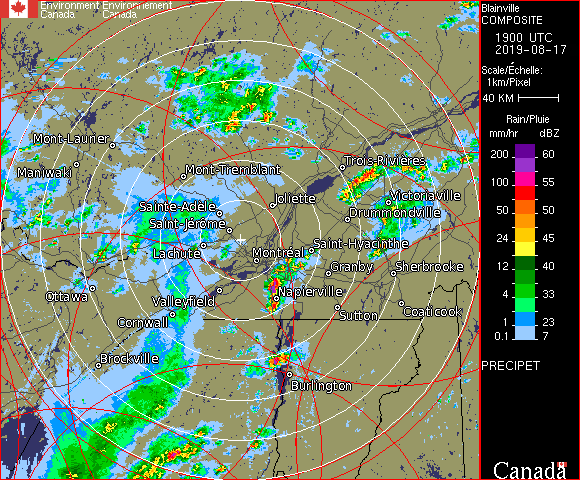 Environment Environnement
Canada Canada
Blainville
COMPOSITE
1900 UTC
2019-08-17
Scale/Échelle:
1km/Pixel
40 KM
Rain/Pluie
mm/hr dBZ
200 60
100 55
50 50
24 45
12 40
4 33
1 23
0.1 7
PRECIPET
Canada
Mont-Laurier
Maniwaki
Mont-Tremblant
Trois-Rivières
Victoriaville
Joliette
Sainte-Adele
Drummondville
Saint-Jérome
Saint-Hyacinthe
Lachute
Montréal
Granby
Sherbrooke
Ottawa
Valleyfield
Napierville
Cornwall
Sutton
Coaticook
Brockville
Burlington